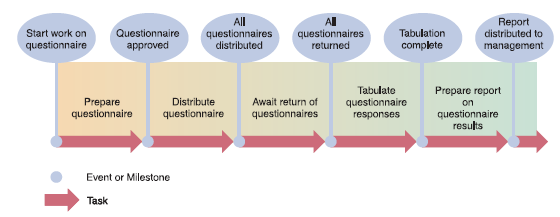 Start work on
questionnaire
Questionnaire
approved
All
questionnaires
distributed
All
questionnaires
returned
Tabulation
complete
Report
distributed to
management
Prepare
questionnaire
Distribute
questionnaire
Await return of
questionnaires
Tabulate
questionnaire
responses
Prepare report
on
questionnaire
results
Event or Milestone
Task